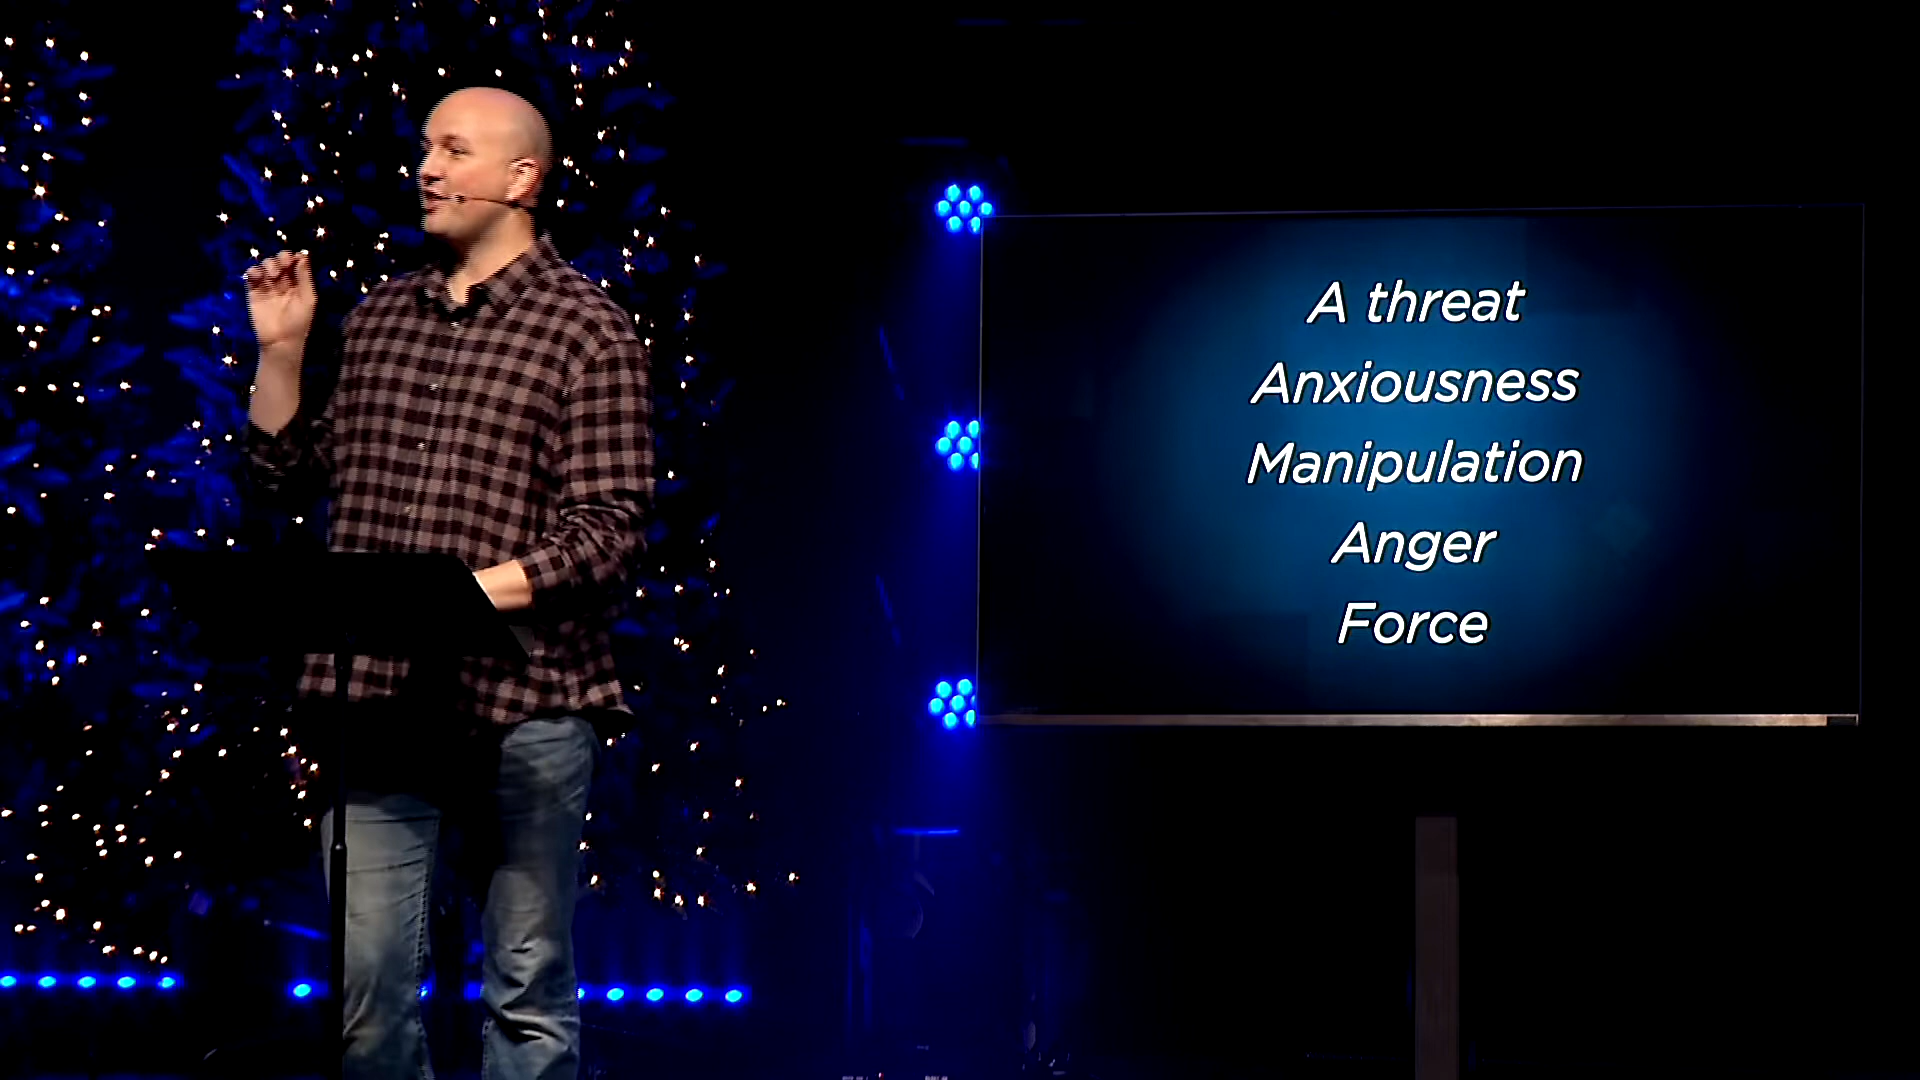 A threat
Anxiousness
Manipulation
Anger
Force